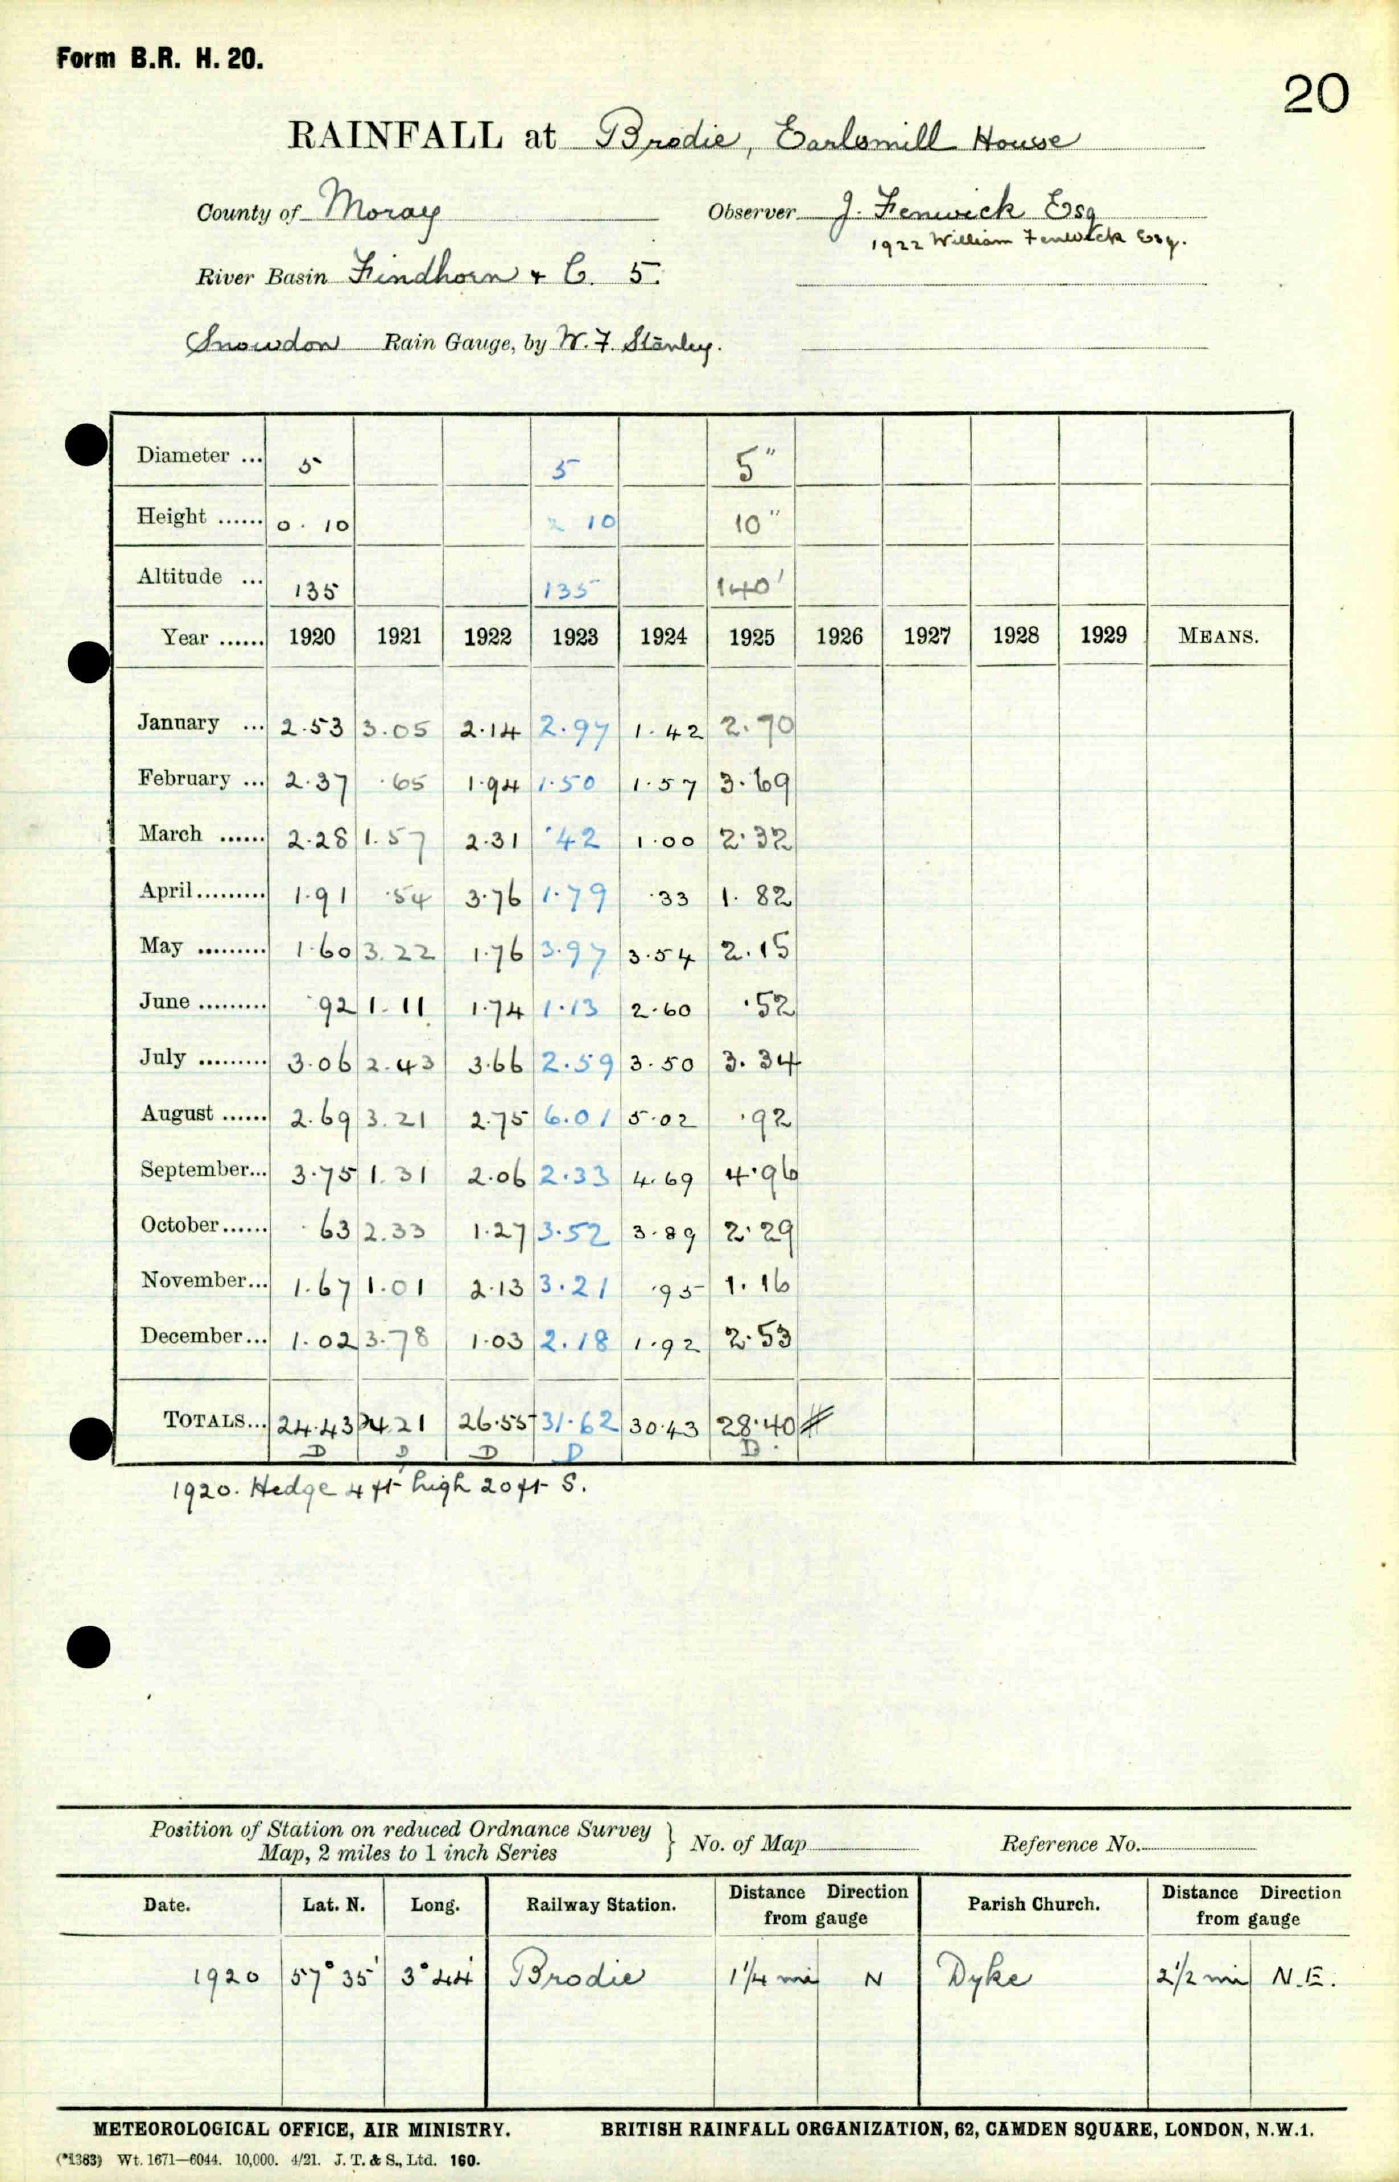 Form B.R. H. 20.
20
RAINFALL at Brodie, Earlsmill House
County of Moray Observer J. Fenwick Esq
1922 William Fenwick Esq.
River Basin Findhorn & C. 5.
Snowdon Rain Gauge, by W. F. Stanley.
Diameter ... 5 5 5"
Height ...... 0. 10 10 10"
Altitude ... 135 135 140'
Year ...... 1920 1921 1922 1923 1924 1925 1926 1927 1928 1929 MEANS.
January ... 2.53 3.05 2.14 2.97 1.42 2.70
February ... 2.37 .65 1.94 1.50 1.57 3.69
March ...... 2.28 1.57 2.31 .42 1.00 2.32
April ......... 1.91 .54 3.76 1.79 .33 1.82
May ......... 1.60 3.22 1.76 3.97 3.54 2.15
June ......... .92 1.11 1.74 1.13 2.60 .52
July ......... 3.06 2.43 3.66 2.59 3.50 3.34
August ...... 2.69 3.21 2.75 6.01 5.02 .92
September... 3.75 1.31 2.06 2.33 4.69 4.96
October...... .63 2.33 1.27 3.52 3.89 2.29
November... 1.67 1.01 2.13 3.21 .95 1.16
December... 1.02 3.78 1.03 2.18 1.92 2.53
TOTALS... 24.43 24.21 26.55 31.62 30.43 28.40
D D D D D.
1920. Hedge 4 ft high 20 ft S.
Position of Station on reduced Ordnance Survey
Map, 2 miles to 1 inch Series } No. of Map Reference No.
Date. Lat. N. Long. Railway Station. Distance Direction from gauge Parish Church. Distance Direction from gauge
1920 57° 35' 3° 44' Brodie 1 1/4 mi N Dyke 2 1/2 mi N.E.
METEOROLOGICAL OFFICE, AIR MINISTRY. BRITISH RAINFALL ORGANIZATION, 62, CAMDEN SQUARE, LONDON, N.W.1.
(*1383) Wt. 1671—6044. 10,000. 4/21. J. T. & S., Ltd. 160.